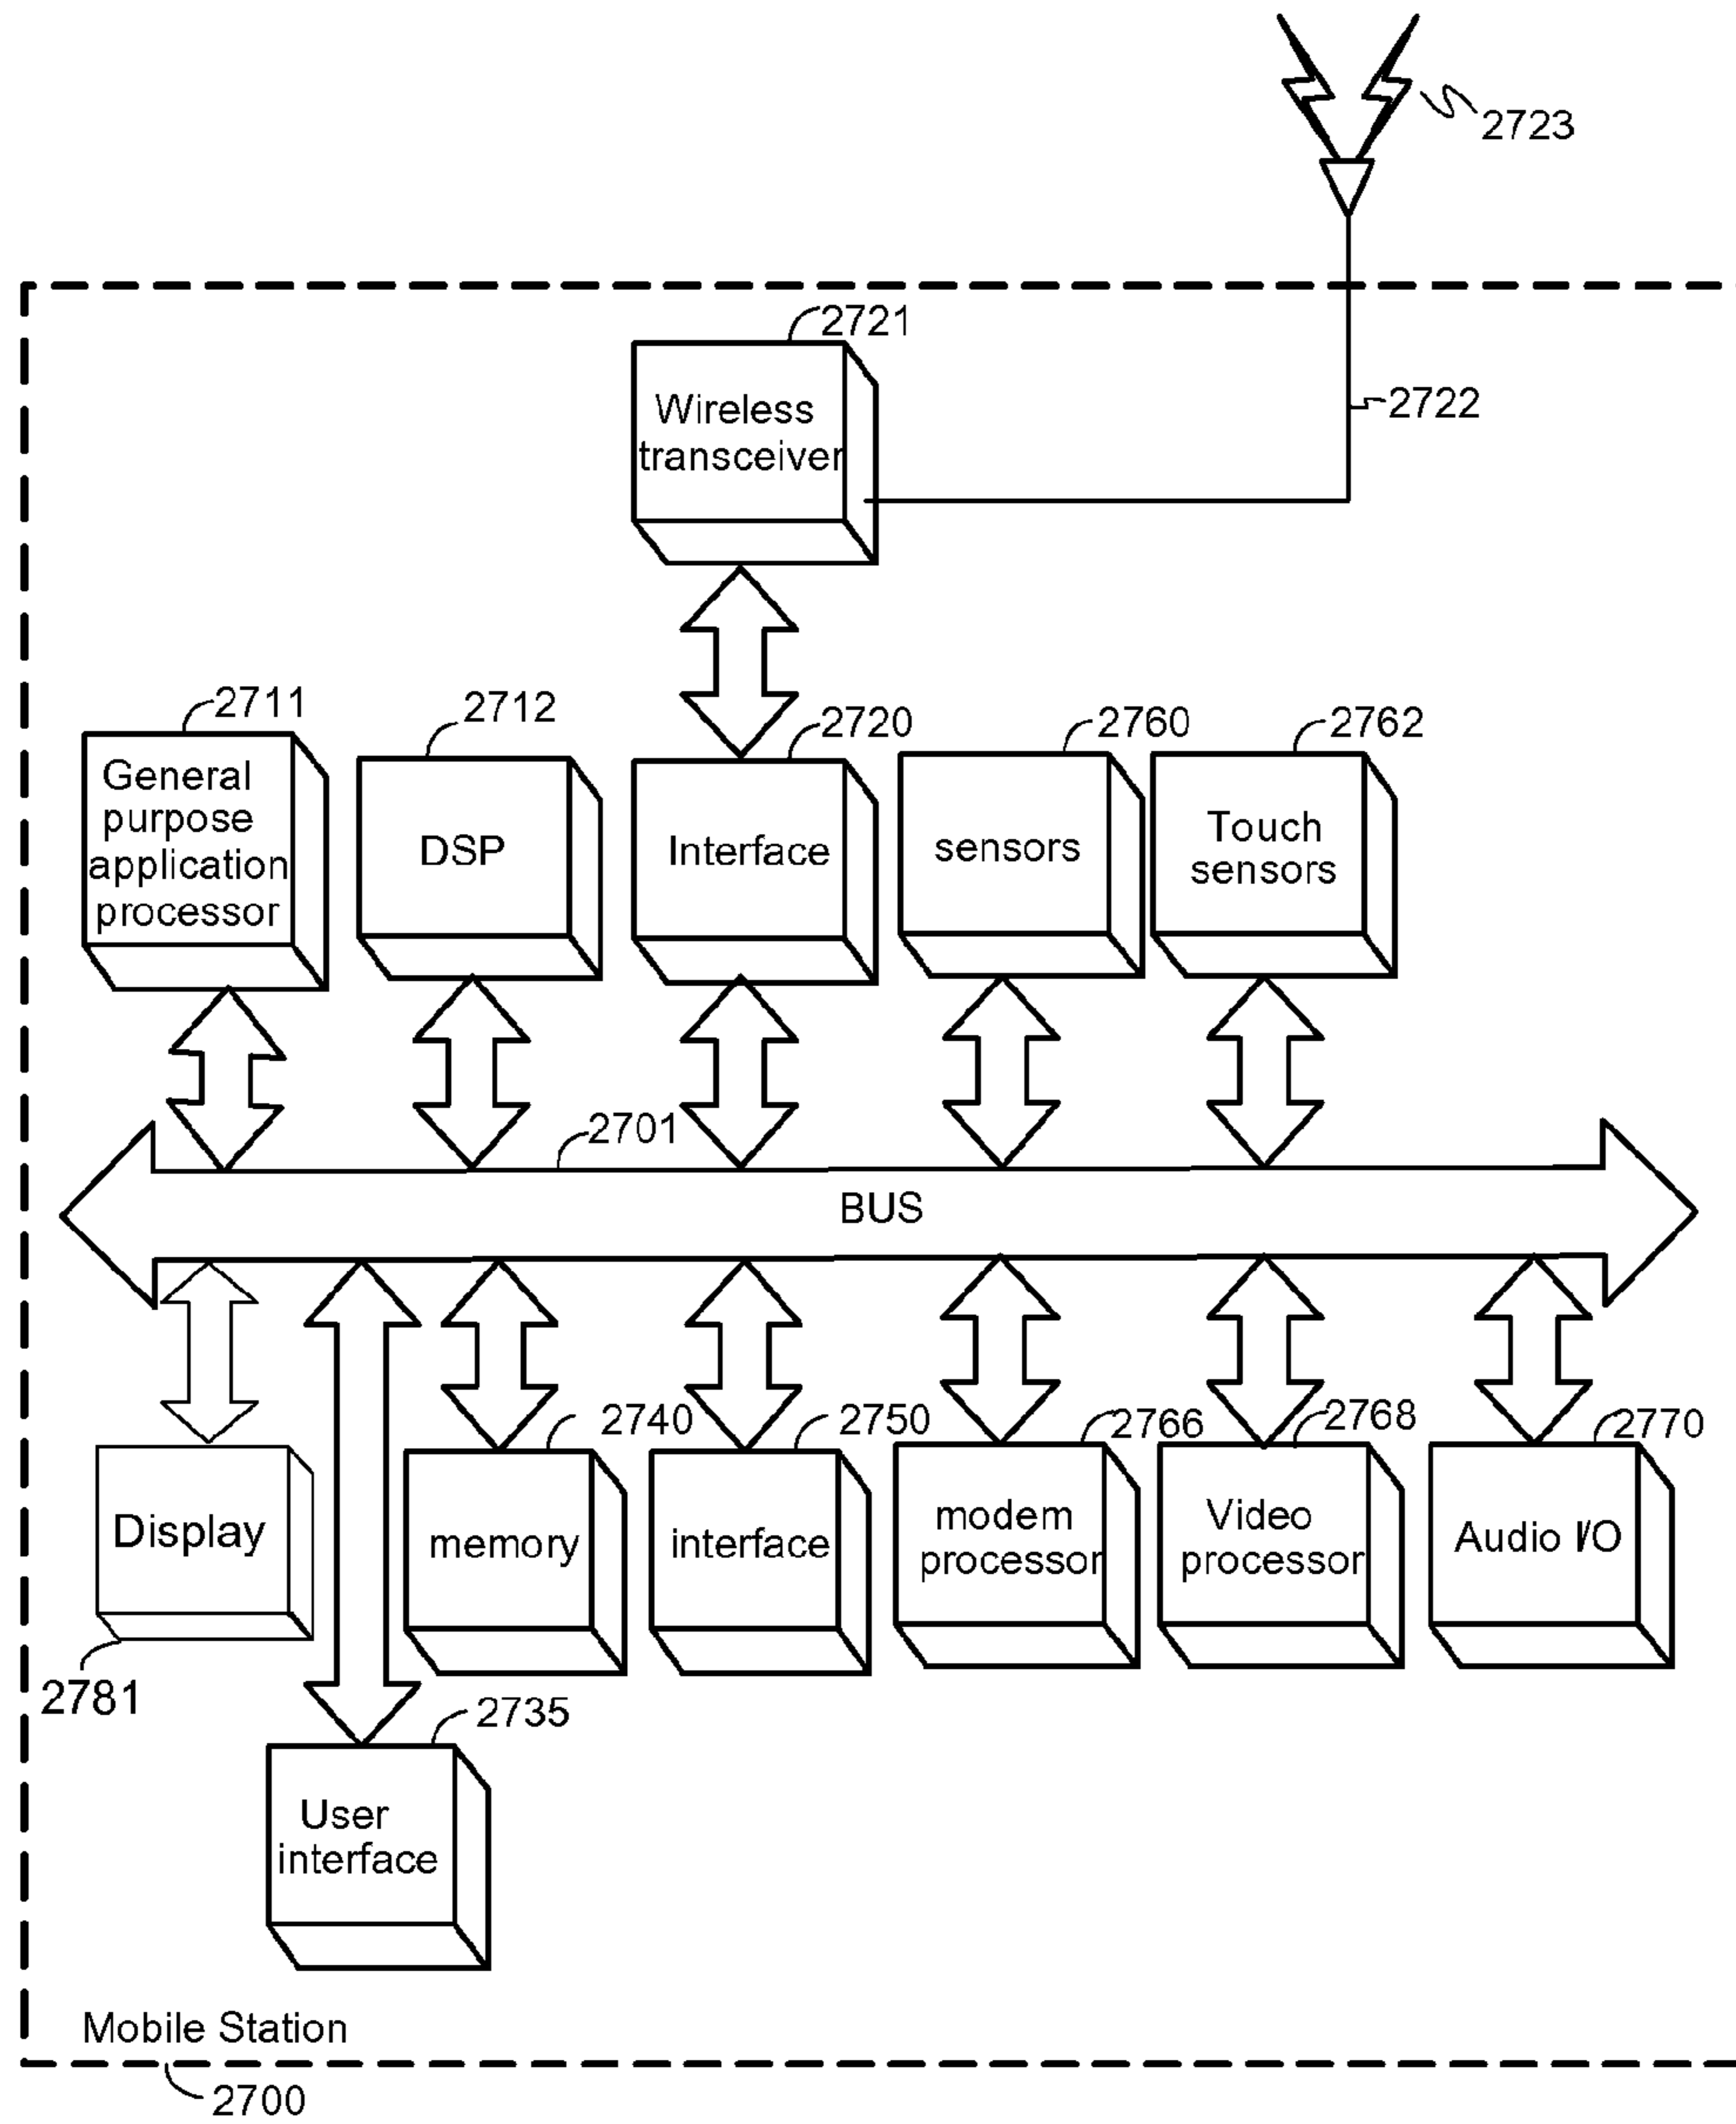 2723
2721
Wireless
transceiver
2722
2711
2712
2720
2760
2762
General
purpose
application
processor
DSP
Interface
sensors
Touch
sensors
2701
BUS
2740
2750
2766
2768
2770
Display
memory
interface
modem
processor
Video
processor
Audio I/O
2781
2735
User
interface
Mobile Station
2700